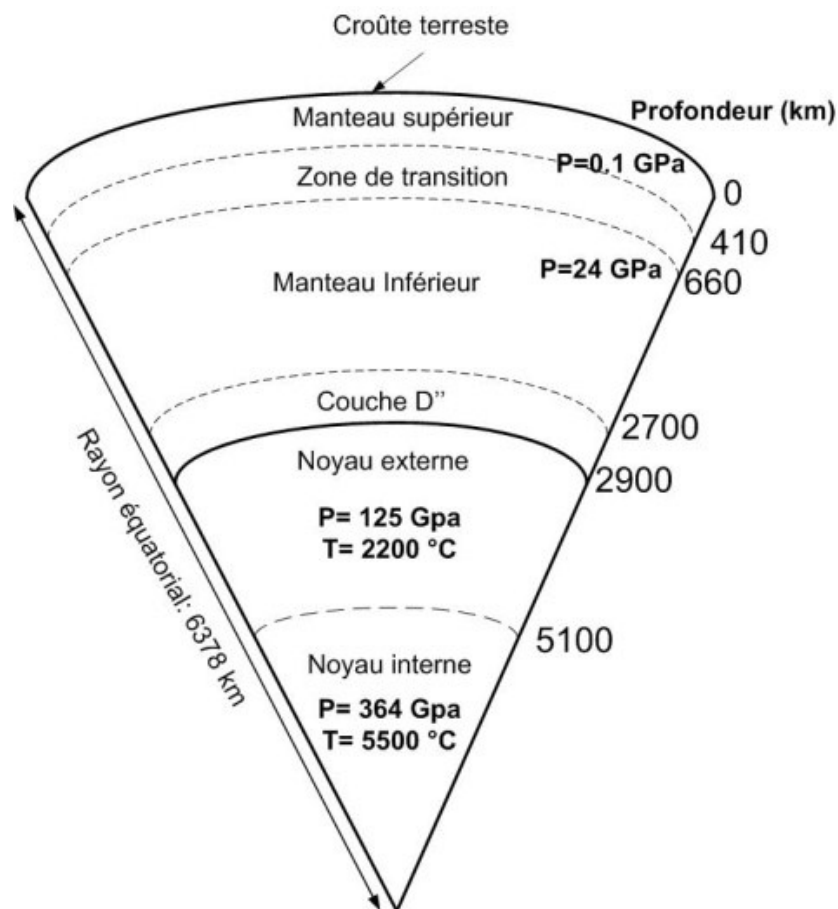 Croûte terreste
Manteau supérieur
Profondeur (km)
P=0.1 GPa
Zone de transition
0
410
P=24 GPa
660
Manteau Inférieur
Couche D’’
2700
Noyau externe
2900
P= 125 Gpa
T= 2200 °C
Rayon équatorial: 6378 km
5100
Noyau interne
P= 364 Gpa
T= 5500 °C